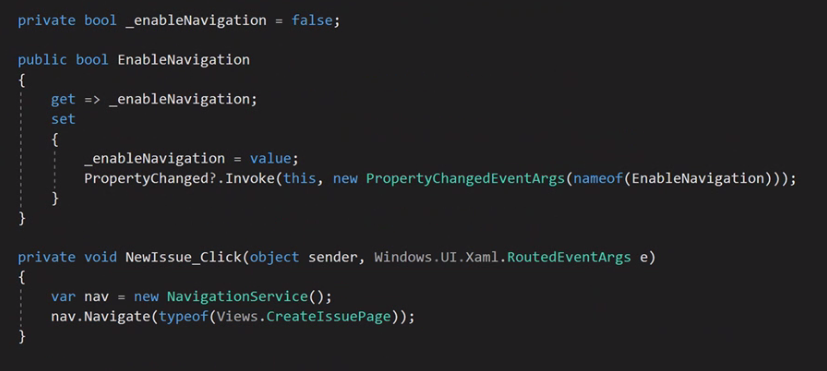 private bool _enableNavigation = false;
public bool EnableNavigation
{
get => _enableNavigation;
set
{
_enableNavigation = value;
PropertyChanged?.Invoke(this, new PropertyChangedEventArgs(nameof(EnableNavigation)));
}
}
private void NewIssue_Click(object sender, Windows.UI.Xaml.RoutedEventArgs e)
{
var nav = new NavigationService();
nav.Navigate(typeof(Views.CreateIssuePage));
}